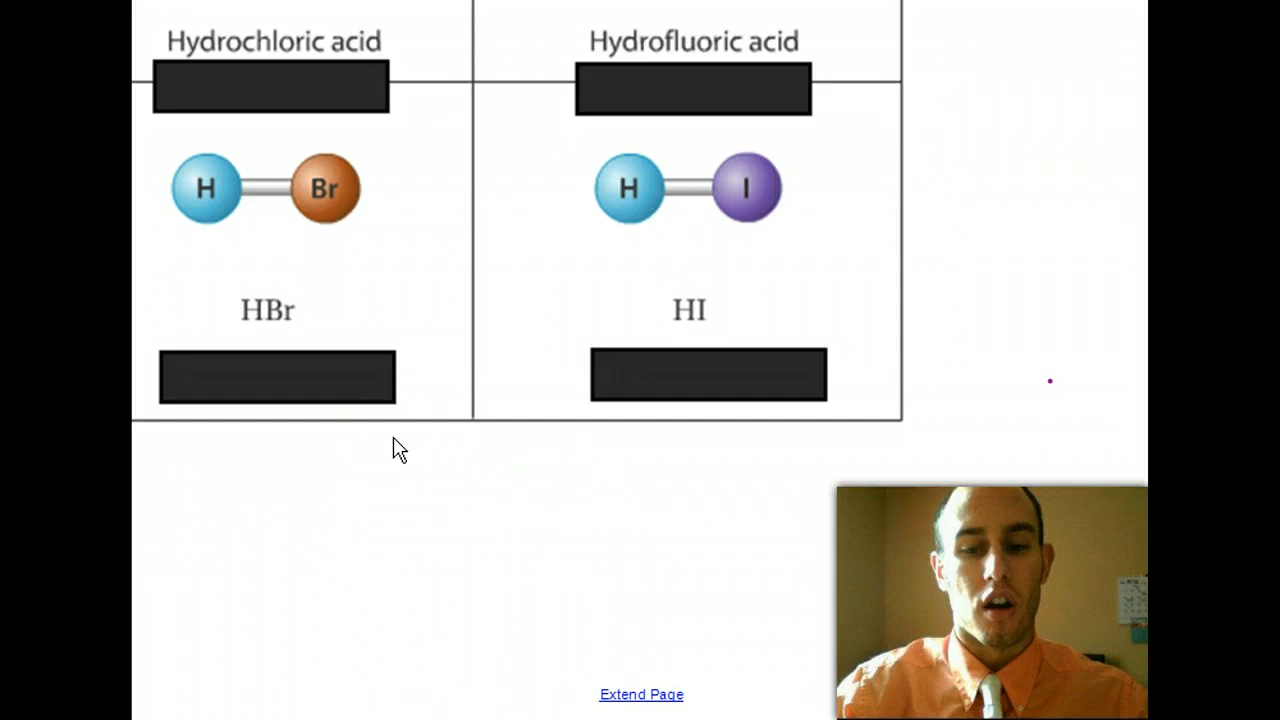 Hydrochloric acid Hydrofluoric acid
H Br H I
HBr HI
Extend Page